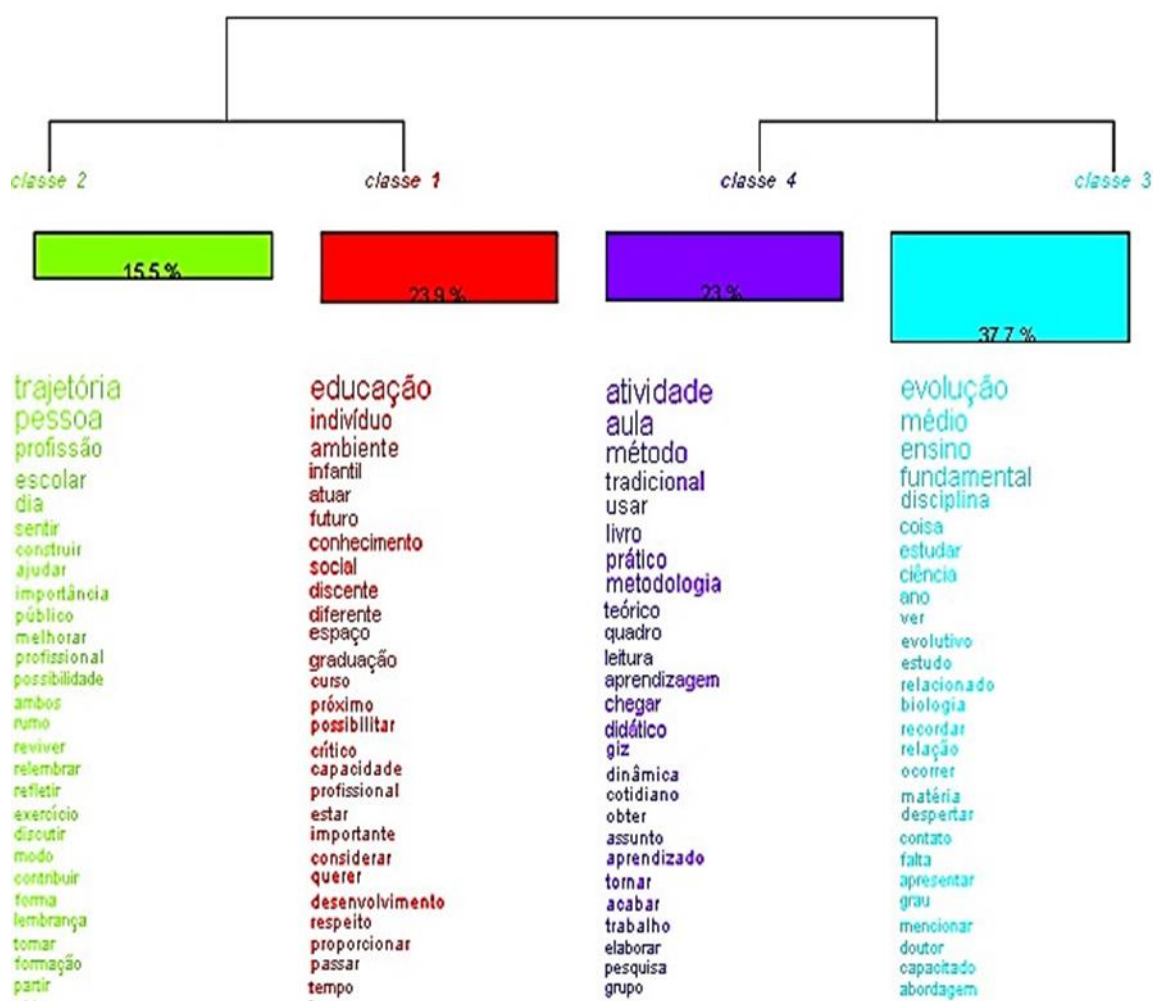 classe 2
classe 1
classe 4
classe 3
15.5 %
23.9 %
23 %
37.7 %
trajetória
pessoa
profissão
escolar
dia
sentir
construir
ajudar
importância
público
melhorar
profissional
possibilidade
ambos
rumo
reviver
relembrar
refletir
exercício
discutir
modo
contribuir
forma
lembrança
tomar
formação
partir
educação
indivíduo
ambiente
infantil
atuar
futuro
conhecimento
social
discente
diferente
espaço
graduação
curso
próximo
possibilitar
crítico
capacidade
profissional
estar
importante
considerar
querer
desenvolvimento
respeito
proporcionar
passar
tempo
atividade
aula
método
tradicional
usar
livro
prático
metodologia
teórico
quadro
leitura
aprendizagem
chegar
didático
giz
dinâmica
cotidiano
obter
assunto
aprendizado
tornar
acabar
trabalho
elaborar
pesquisa
grupo
evolução
médio
ensino
fundamental
disciplina
coisa
estudar
ciência
ano
ver
evolutivo
estudo
relacionado
biologia
recordar
relação
ocorrer
matéria
despertar
contato
falta
apresentar
grau
mencionar
doutor
capacitado
abordagem